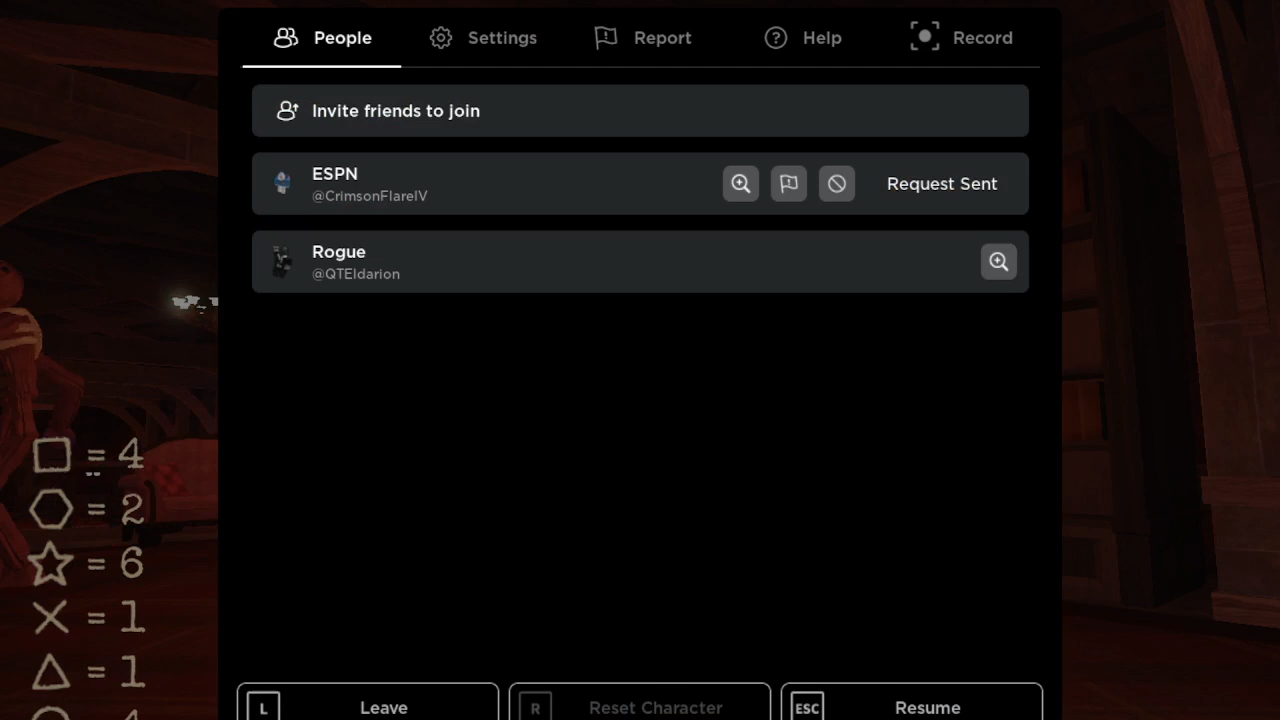 People Settings Report Help Record
Invite friends to join
ESPN
@CrimsonFlareIV
Request Sent
Rogue
@QTEldarion
= 4
= 2
= 6
= 1
= 1
L Leave R Reset Character ESC Resume